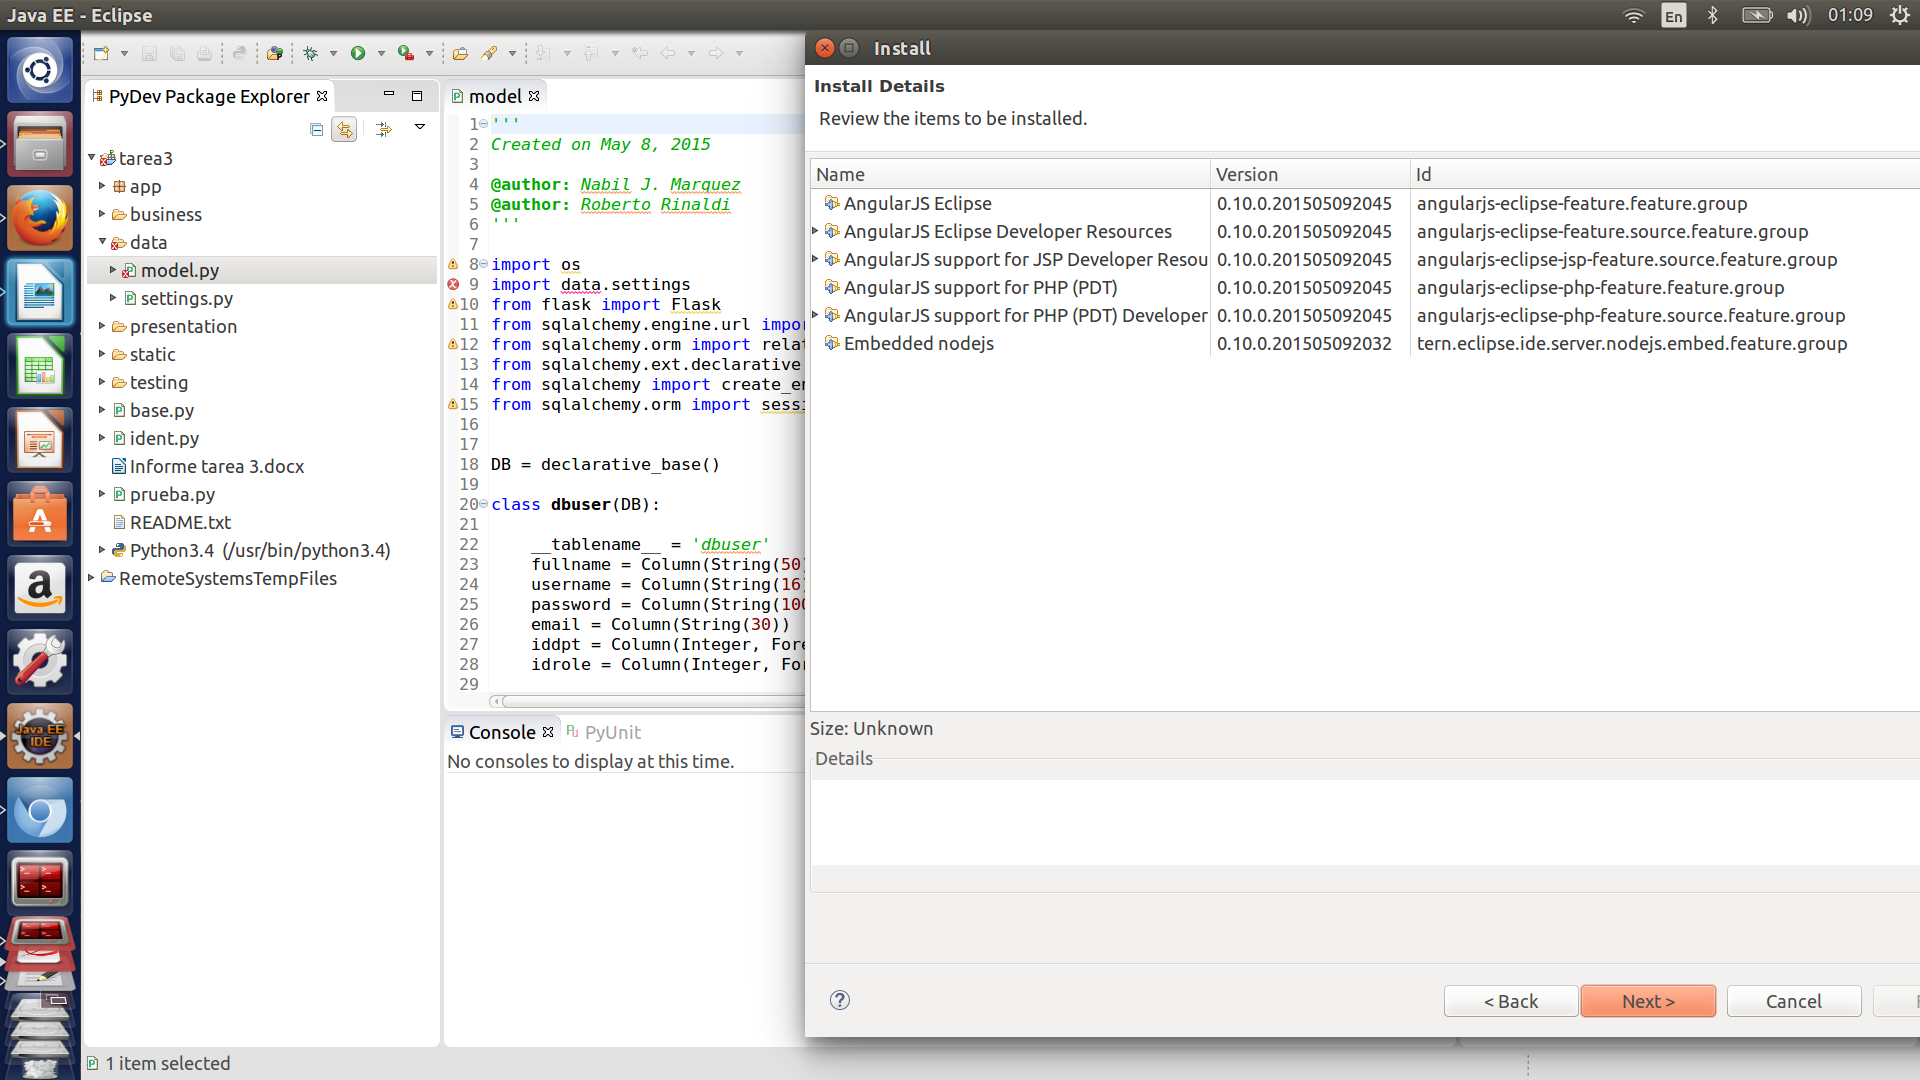 Java EE - Eclipse
En
01:09
PyDev Package Explorer
tarea3
app
business
data
model.py
settings.py
presentation
static
testing
base.py
ident.py
Informe tarea 3.docx
prueba.py
README.txt
Python3.4 (/usr/bin/python3.4)
RemoteSystemsTempFiles
model
1 '''
2 Created on May 8, 2015
3
4 @author: Nabil J. Marquez
5 @author: Roberto Rinaldi
6 '''
7
8 import os
9 import data.settings
10 from flask import Flask
11 from sqlalchemy.engine.url impor
12 from sqlalchemy.orm import relat
13 from sqlalchemy.ext.declarative
14 from sqlalchemy import create_en
15 from sqlalchemy.orm import sessi
16
17
18 DB = declarative_base()
19
20 class dbuser(DB):
21
22 __tablename__ = 'dbuser'
23 fullname = Column(String(50)
24 username = Column(String(16)
25 password = Column(String(100
26 email = Column(String(30))
27 iddpt = Column(Integer, Fore
28 idrole = Column(Integer, For
29
Console
PyUnit
No consoles to display at this time.
Java EE
IDE
1 item selected
Install
Install Details
Review the items to be installed.
Name Version Id
AngularJS Eclipse 0.10.0.201505092045 angularjs-eclipse-feature.feature.group
AngularJS Eclipse Developer Resources 0.10.0.201505092045 angularjs-eclipse-feature.source.feature.group
AngularJS support for JSP Developer Resou 0.10.0.201505092045 angularjs-eclipse-jsp-feature.source.feature.group
AngularJS support for PHP (PDT) 0.10.0.201505092045 angularjs-eclipse-php-feature.feature.group
AngularJS support for PHP (PDT) Developer 0.10.0.201505092045 angularjs-eclipse-php-feature.source.feature.group
Embedded nodejs 0.10.0.201505092032 tern.eclipse.ide.server.nodejs.embed.feature.group
Size: Unknown
Details
< Back
Next >
Cancel